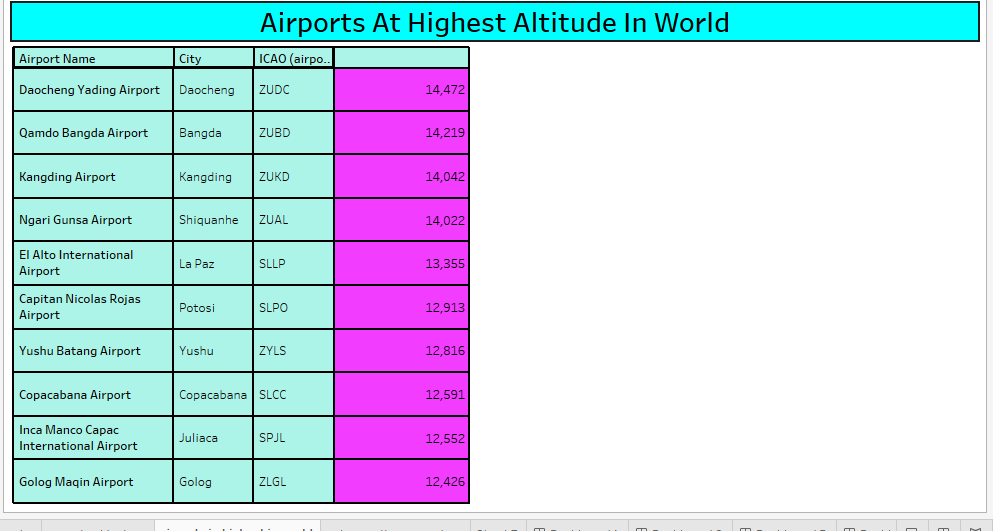 Airports At Highest Altitude In World
Airport Name City ICAO (airpo..
Daocheng Yading Airport Daocheng ZUDC 14,472
Qamdo Bangda Airport Bangda ZUBD 14,219
Kangding Airport Kangding ZUKD 14,042
Ngari Gunsa Airport Shiquanhe ZUAL 14,022
El Alto International
Airport La Paz SLLP 13,355
Capitan Nicolas Rojas
Airport Potosi SLPO 12,913
Yushu Batang Airport Yushu ZYLS 12,816
Copacabana Airport Copacabana SLCC 12,591
Inca Manco Capac
International Airport Juliaca SPJL 12,552
Golog Maqin Airport Golog ZLGL 12,426